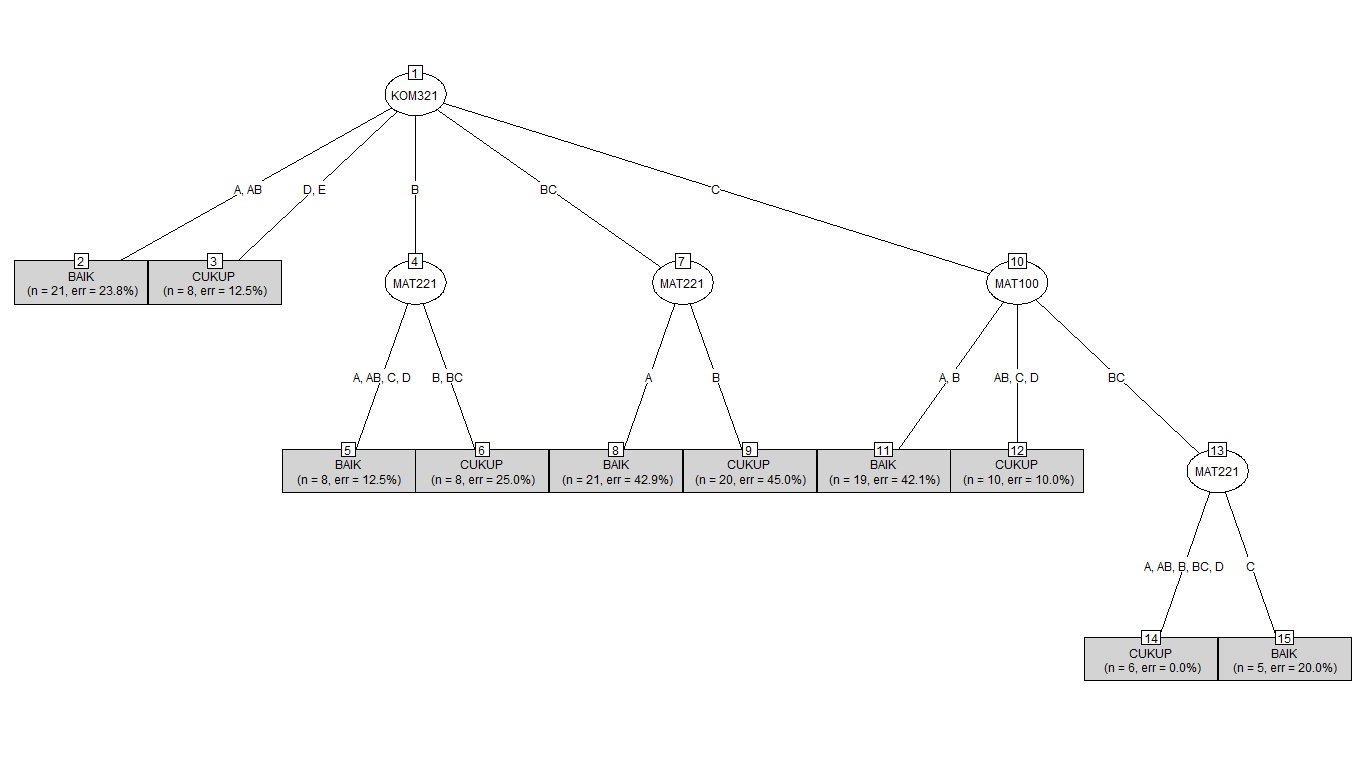 1
KOM321
A, AB
D, E
B
BC
C
2
BAIK
(n = 21, err = 23.8%)
3
CUKUP
(n = 8, err = 12.5%)
4
MAT221
7
MAT221
10
MAT100
A, AB, C, D
B, BC
A
B
A, B
AB, C, D
BC
5
BAIK
(n = 8, err = 12.5%)
6
CUKUP
(n = 8, err = 25.0%)
8
BAIK
(n = 21, err = 42.9%)
9
CUKUP
(n = 20, err = 45.0%)
11
BAIK
(n = 19, err = 42.1%)
12
CUKUP
(n = 10, err = 10.0%)
13
MAT221
A, AB, B, BC, D
C
14
CUKUP
(n = 6, err = 0.0%)
15
BAIK
(n = 5, err = 20.0%)